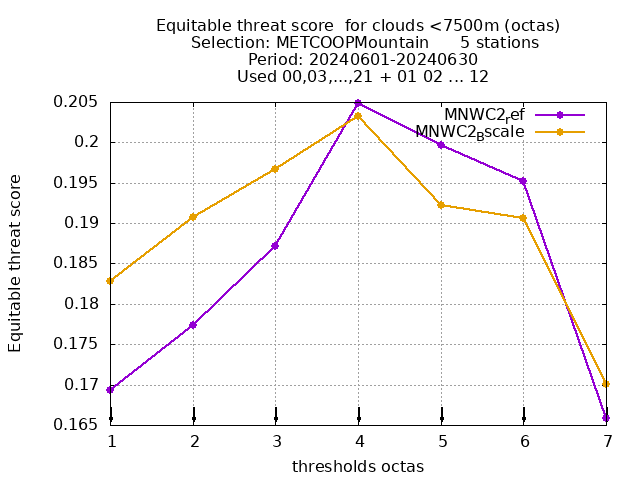 Equitable threat score  for clouds <7500m (octas)
Selection: METCOOPMountain      5 stations
Period: 20240601-20240630
Used 00,03,...,21 + 01 02 ... 12
MNWC2ref
MNWC2Bscale
0.205
0.2
0.195
0.19
0.185
0.18
0.175
0.17
0.165
Equitable threat score
1 2 3 4 5 6 7
thresholds octas